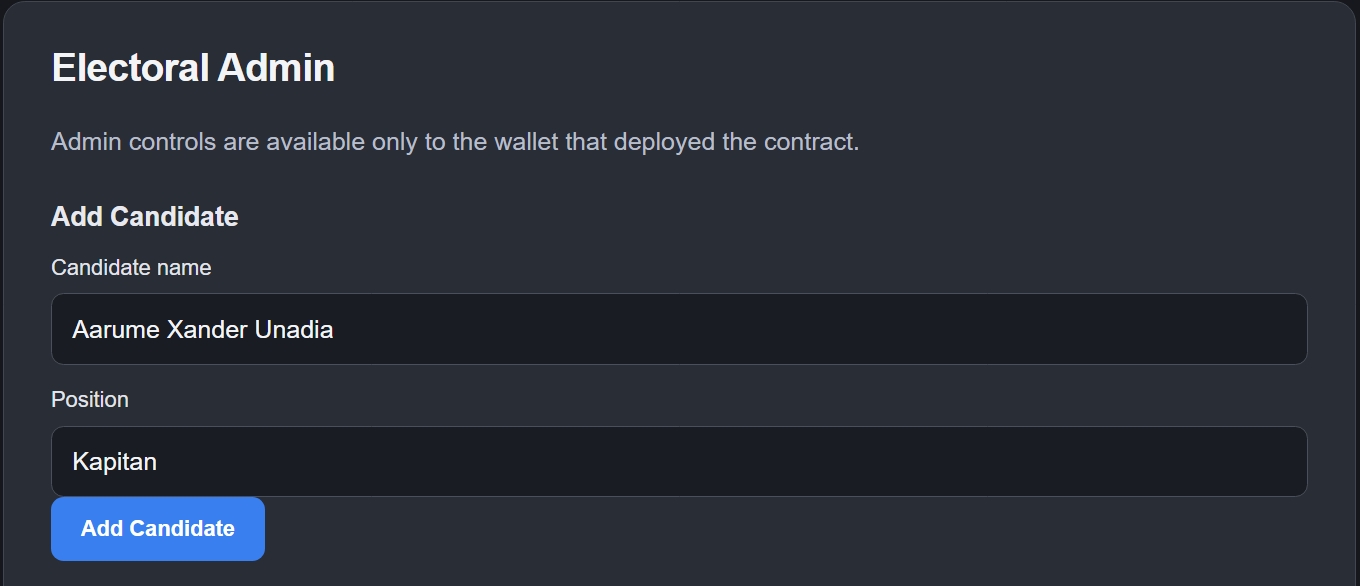 Electoral Admin
Admin controls are available only to the wallet that deployed the contract.
Add Candidate
Candidate name
Aarume Xander Unadia
Position
Kapitan
Add Candidate